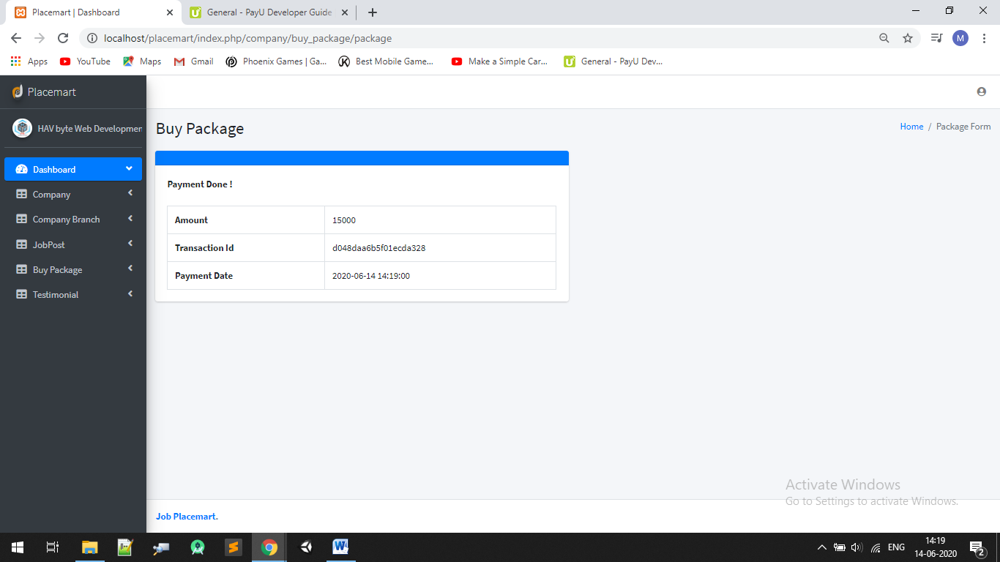 Placemart | Dashboard
General - PayU Developer Guide
localhost/placemart/index.php/company/buy_package/package
M
Apps
YouTube
Maps
Gmail
Phoenix Games | Ga...
Best Mobile Game...
Make a Simple Car...
General - PayU Dev...
Placemart
HAV byte Web Developmen
Dashboard
Company
Company Branch
JobPost
Buy Package
Testimonial
Buy Package
Home / Package Form
Payment Done !
Amount 15000
Transaction Id d048daa6b5f01ecda328
Payment Date 2020-06-14 14:19:00
Activate Windows
Go to Settings to activate Windows.
Job Placemart.
ENG
14:19
14-06-2020
2